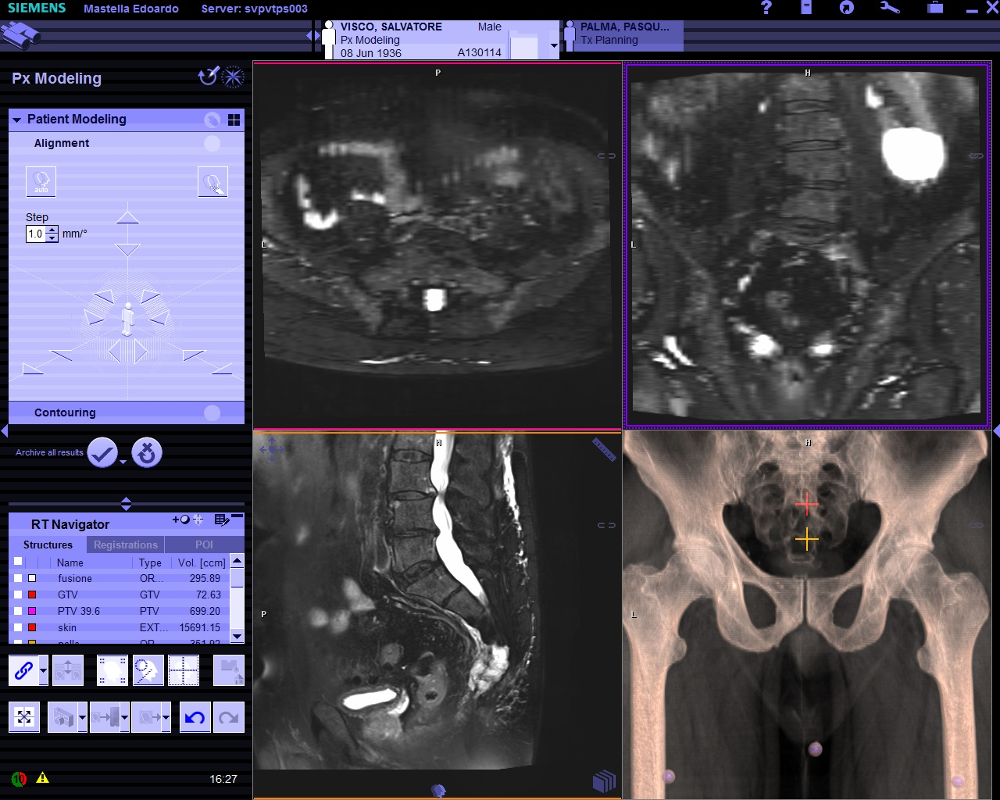 SIEMENS Mastella Edoardo Server: svpvtps003
VISCO, SALVATORE Male
Px Modeling
08 Jun 1936 A130114
PALMA, PASQU...
Tx Planning
Px Modeling
Patient Modeling
Alignment
auto
Step
1.0 mm/°
Contouring
Archive all results
RT Navigator
Structures Registrations POI
Name Type Vol. [ccm]
fusione OR... 295.89
GTV GTV 72.63
PTV 39.6 PTV 699.20
skin EXT... 15691.15
16:27
P
L
H
L
H
P
H
L